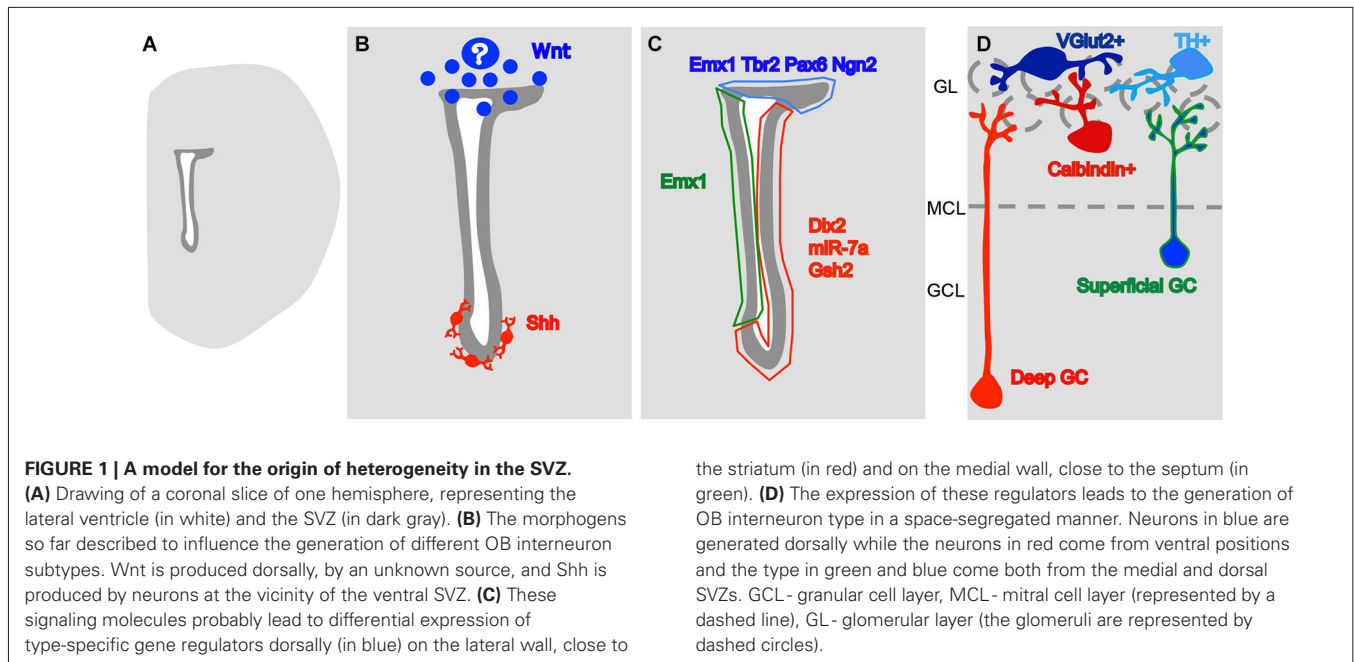 A
B
?
Wnt
Shh
C
Emx1 Tbr2 Pax6 Ngn2
Emx1
Dlx2
miR-7a
Gsh2
D
VGlut2+
TH+
GL
Calbindin+
MCL
Superficial GC
GCL
Deep GC
FIGURE 1 | A model for the origin of heterogeneity in the SVZ.
(A) Drawing of a coronal slice of one hemisphere, representing the
lateral ventricle (in white) and the SVZ (in dark gray). (B) The morphogens
so far described to influence the generation of different OB interneuron
subtypes. Wnt is produced dorsally, by an unknown source, and Shh is
produced by neurons at the vicinity of the ventral SVZ. (C) These
signaling molecules probably lead to differential expression of
type-specific gene regulators dorsally (in blue) on the lateral wall, close to
the striatum (in red) and on the medial wall, close to the septum (in
green). (D) The expression of these regulators leads to the generation of
OB interneuron type in a space-segregated manner. Neurons in blue are
generated dorsally while the neurons in red come from ventral positions
and the type in green and blue come both from the medial and dorsal
SVZs. GCL - granular cell layer, MCL - mitral cell layer (represented by a
dashed line), GL - glomerular layer (the glomeruli are represented by
dashed circles).